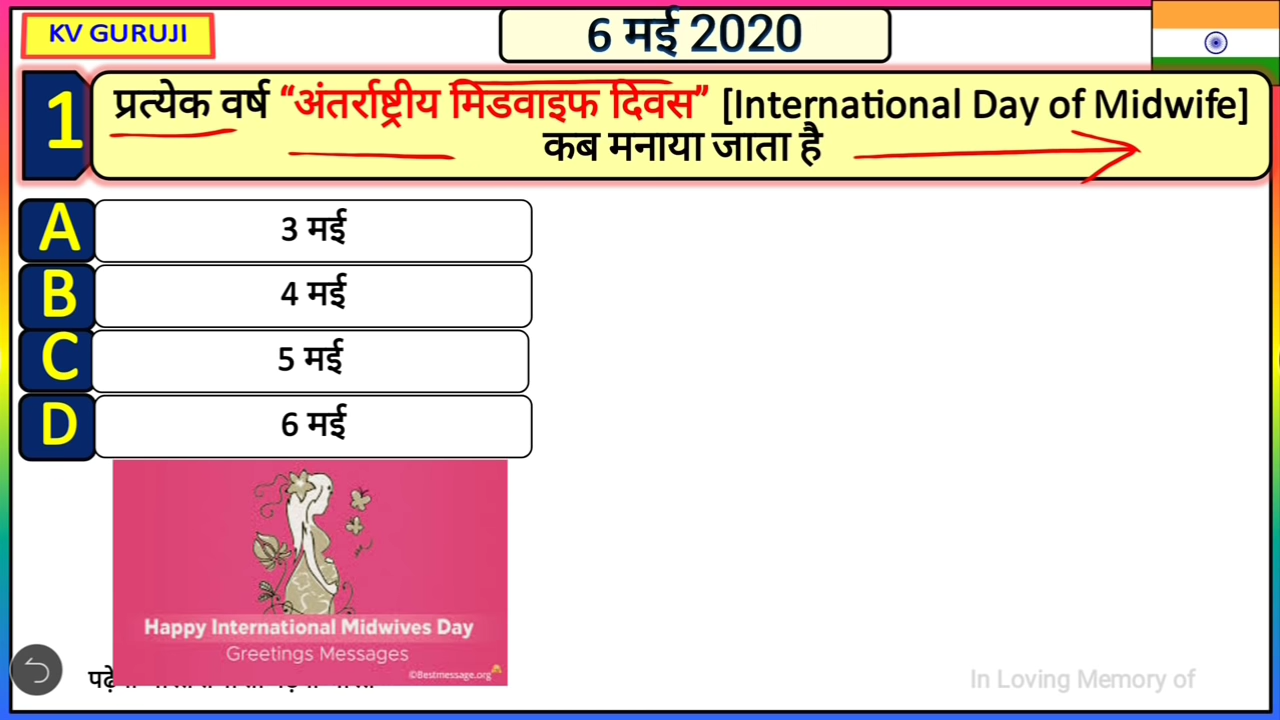 KV GURUJI
6 मई 2020
1
प्रत्येक वर्ष “अंतर्राष्ट्रीय मिडवाइफ दिवस” [International Day of Midwife]
कब मनाया जाता है
A
3 मई
B
4 मई
C
5 मई
D
6 मई
Happy International Midwives Day
Greetings Messages
©Bestmessage.org
In Loving Memory of